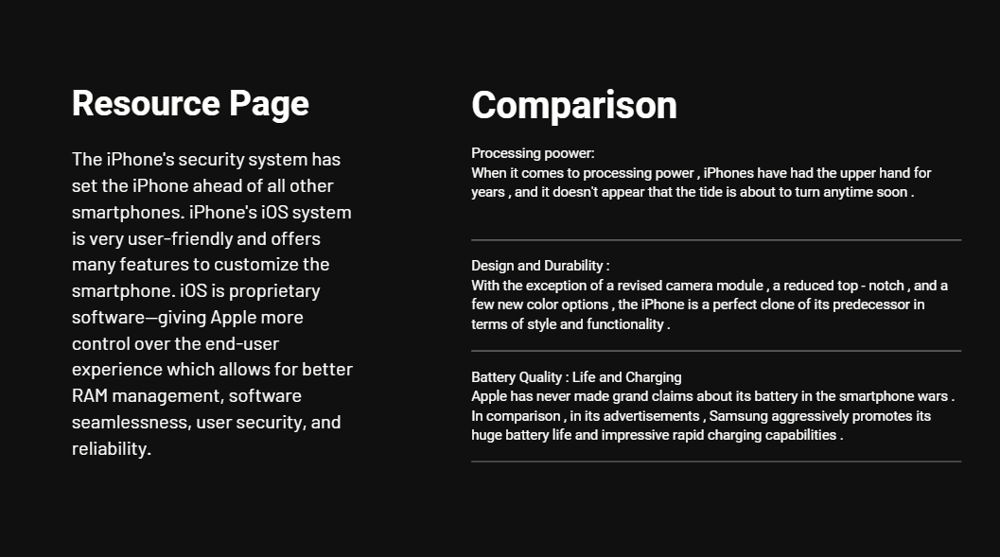 Resource Page
The iPhone's security system has
set the iPhone ahead of all other
smartphones. iPhone's iOS system
is very user-friendly and offers
many features to customize the
smartphone. iOS is proprietary
software—giving Apple more
control over the end-user
experience which allows for better
RAM management, software
seamlessness, user security, and
reliability.
Comparison
Processing poower:
When it comes to processing power , iPhones have had the upper hand for
years , and it doesn't appear that the tide is about to turn anytime soon .
Design and Durability :
With the exception of a revised camera module , a reduced top - notch , and a
few new color options , the iPhone is a perfect clone of its predecessor in
terms of style and functionality .
Battery Quality : Life and Charging
Apple has never made grand claims about its battery in the smartphone wars .
In comparison , in its advertisements , Samsung aggressively promotes its
huge battery life and impressive rapid charging capabilities .